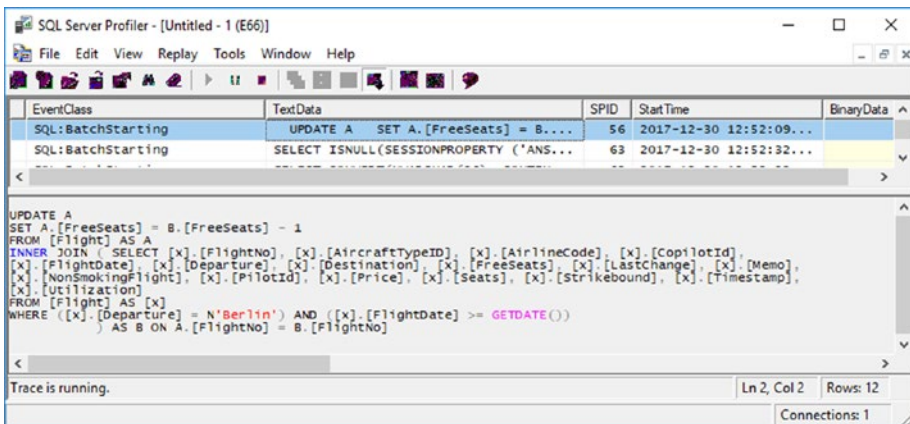 SQL Server Profiler - [Untitled - 1 (E66)]
File Edit View Replay Tools Window Help
EventClass TextData SPID StartTime BinaryData
SQL:BatchStarting UPDATE A SET A.[FreeSeats] = B.... 56 2017-12-30 12:52:09...
SQL:BatchStarting SELECT ISNULL(SESSIONPROPERTY ('ANS... 63 2017-12-30 12:52:32...
UPDATE A
SET A.[FreeSeats] = B.[FreeSeats] - 1
FROM [Flight] AS A
INNER JOIN ( SELECT [x].[FlightNo], [x].[AircraftTypeID], [x].[AirlineCode], [x].[CopilotId],
[x].[FlightDate], [x].[Departure], [x].[Destination], [x].[FreeSeats], [x].[LastChange], [x].[Memo],
[x].[NonSmokingFlight], [x].[PilotId], [x].[Price], [x].[Seats], [x].[Strikebound], [x].[Timestamp],
[x].[Utilization]
FROM [Flight] AS [x]
WHERE ([x].[Departure] = N'Berlin') AND ([x].[FlightDate] >= GETDATE())
) AS B ON A.[FlightNo] = B.[FlightNo]
Trace is running. Ln 2, Col 2 Rows: 12
Connections: 1